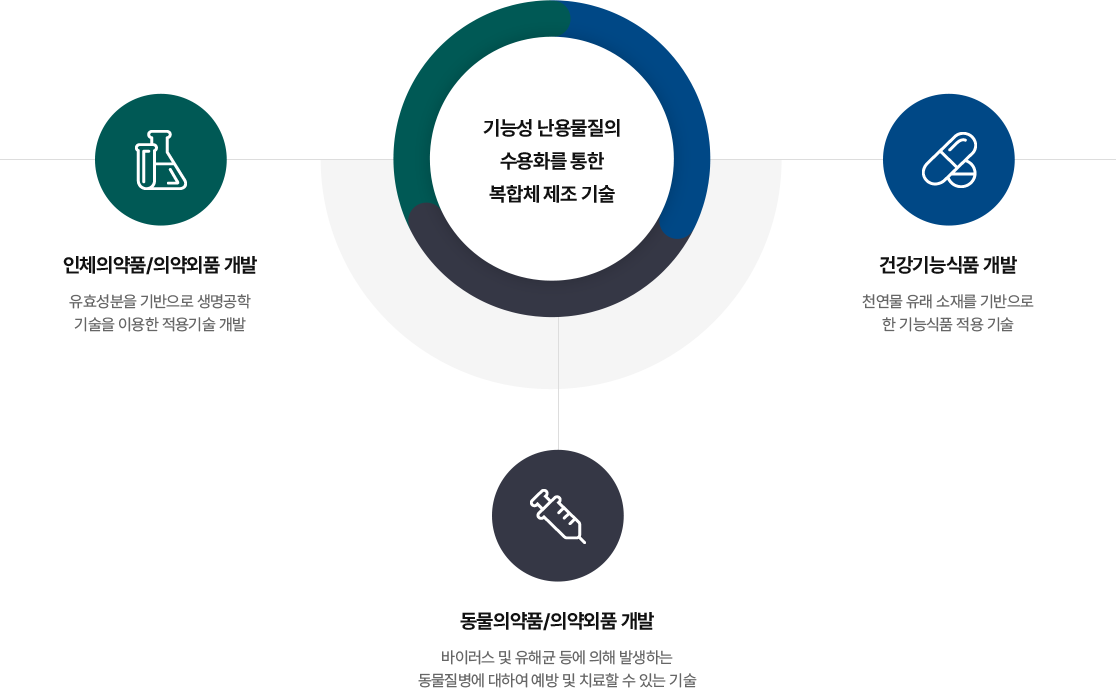 기능성 난용물질의
수용화를 통한
복합체 제조 기술
인체의약품/의약외품 개발
유효성분을 기반으로 생명공학
기술을 이용한 적용기술 개발
건강기능식품 개발
천연물 유래 소재를 기반으로
한 기능식품 적용 기술
동물의약품/의약외품 개발
바이러스 및 유해균 등에 의해 발생하는
동물질병에 대하여 예방 및 치료할 수 있는 기술